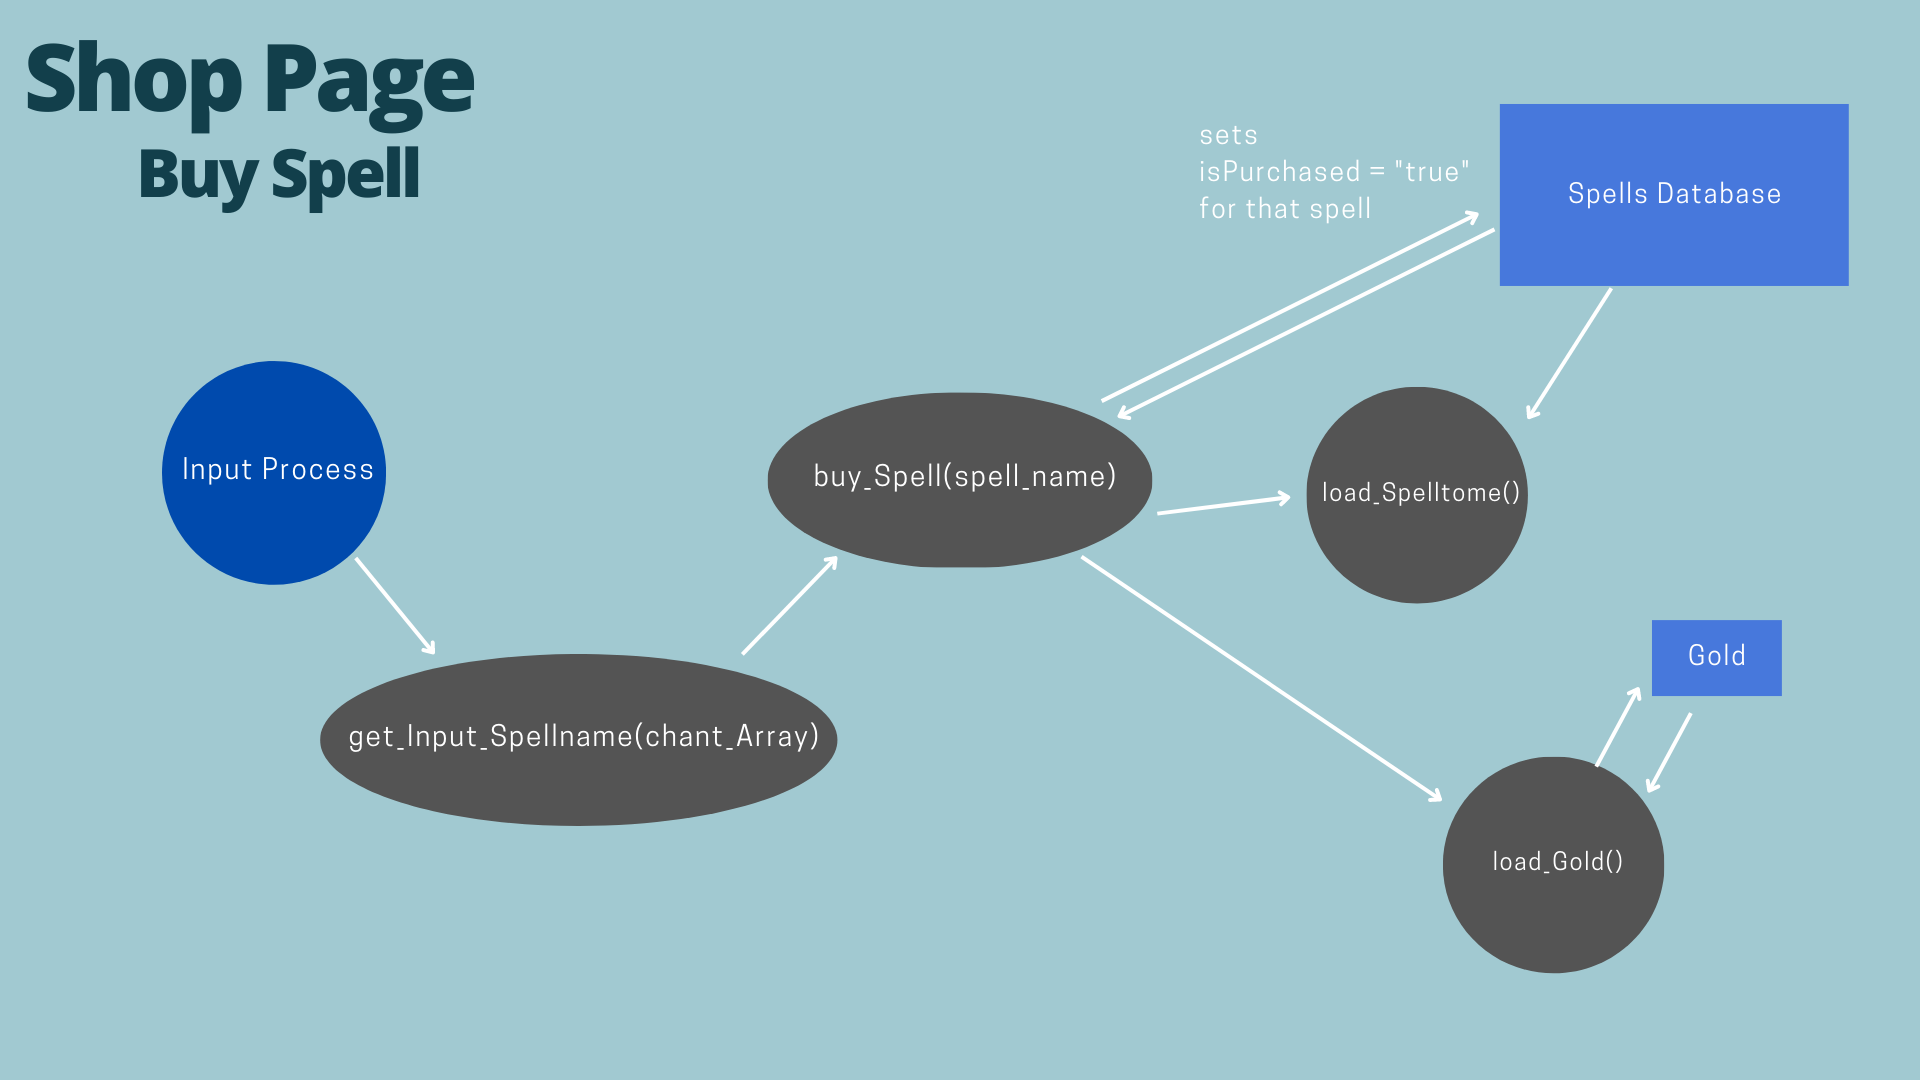 Shop Page
Buy Spell
sets
isPurchased = "true"
for that spell
Spells Database
Input Process
buy_Spell(spell_name)
load_Spelltome()
get_Input_Spellname(chant_Array)
Gold
load_Gold()